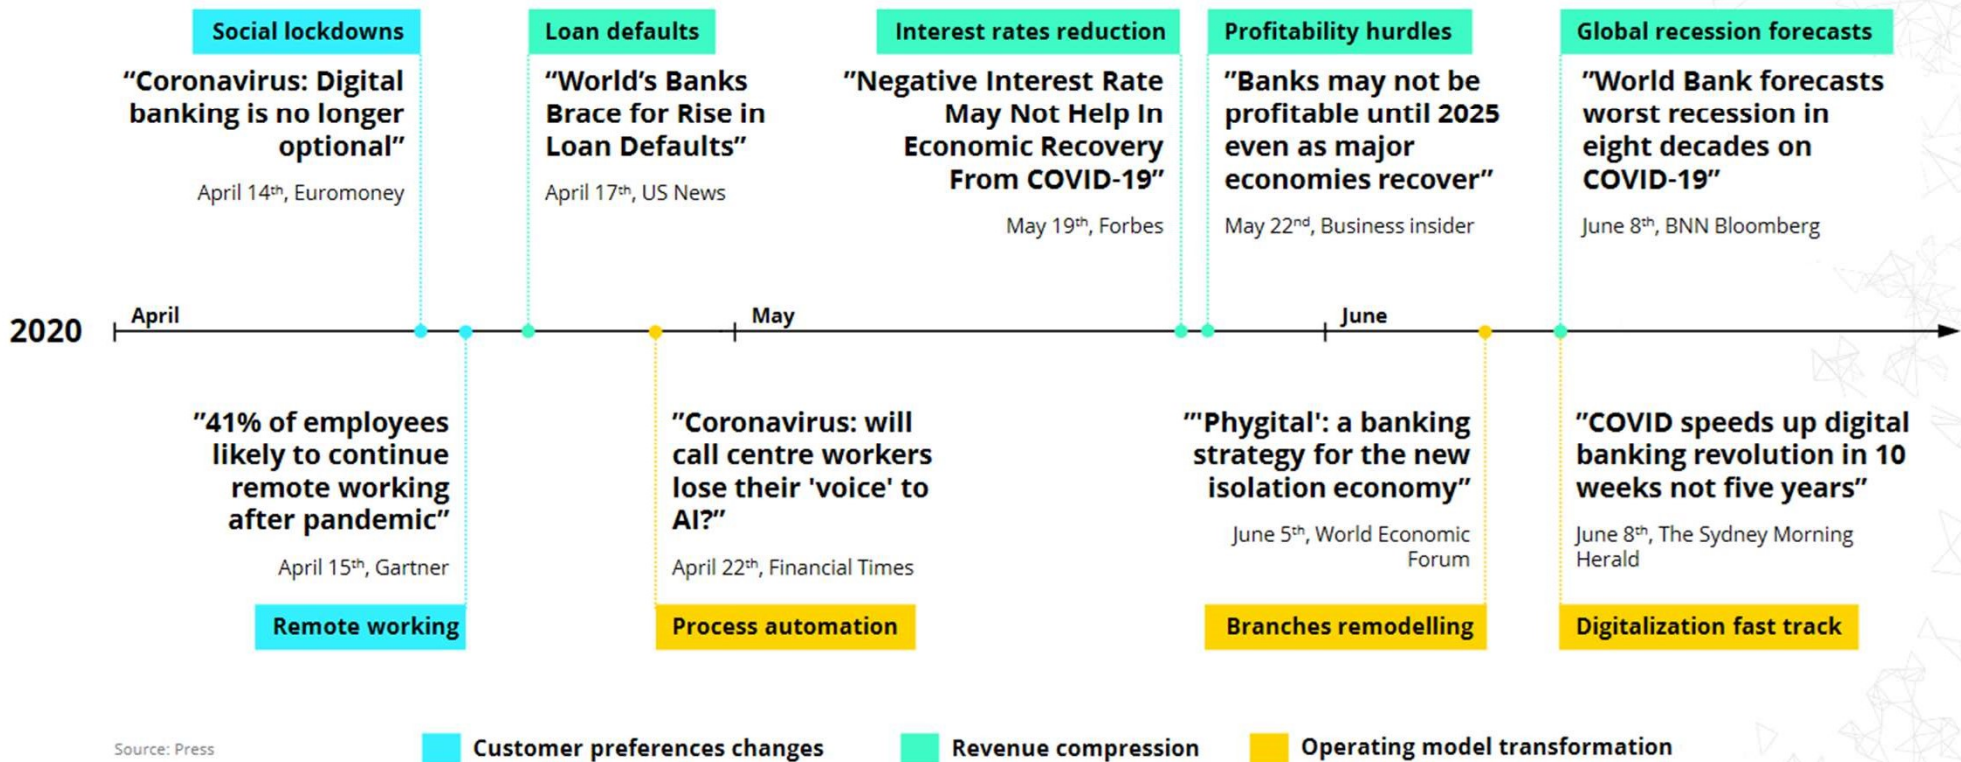 Social lockdowns
”Coronavirus: Digital
banking is no longer
optional”
April 14th, Euromoney
Loan defaults
“World’s Banks
Brace for Rise in
Loan Defaults”
April 17th, US News
Interest rates reduction
”Negative Interest Rate
May Not Help In
Economic Recovery
From COVID-19”
May 19th, Forbes
Profitability hurdles
”Banks may not be
profitable until 2025
even as major
economies recover”
May 22nd, Business insider
Global recession forecasts
”World Bank forecasts
worst recession in
eight decades on
COVID-19”
June 8th, BNN Bloomberg
2020
April
May
June
”41% of employees
likely to continue
remote working
after pandemic”
April 15th, Gartner
Remote working
”Coronavirus: will
call centre workers
lose their 'voice' to
AI?”
April 22th, Financial Times
Process automation
”'Phygital': a banking
strategy for the new
isolation economy”
June 5th, World Economic
Forum
Branches remodelling
”COVID speeds up digital
banking revolution in 10
weeks not five years”
June 8th, The Sydney Morning
Herald
Digitalization fast track
Source: Press
Customer preferences changes
Revenue compression
Operating model transformation